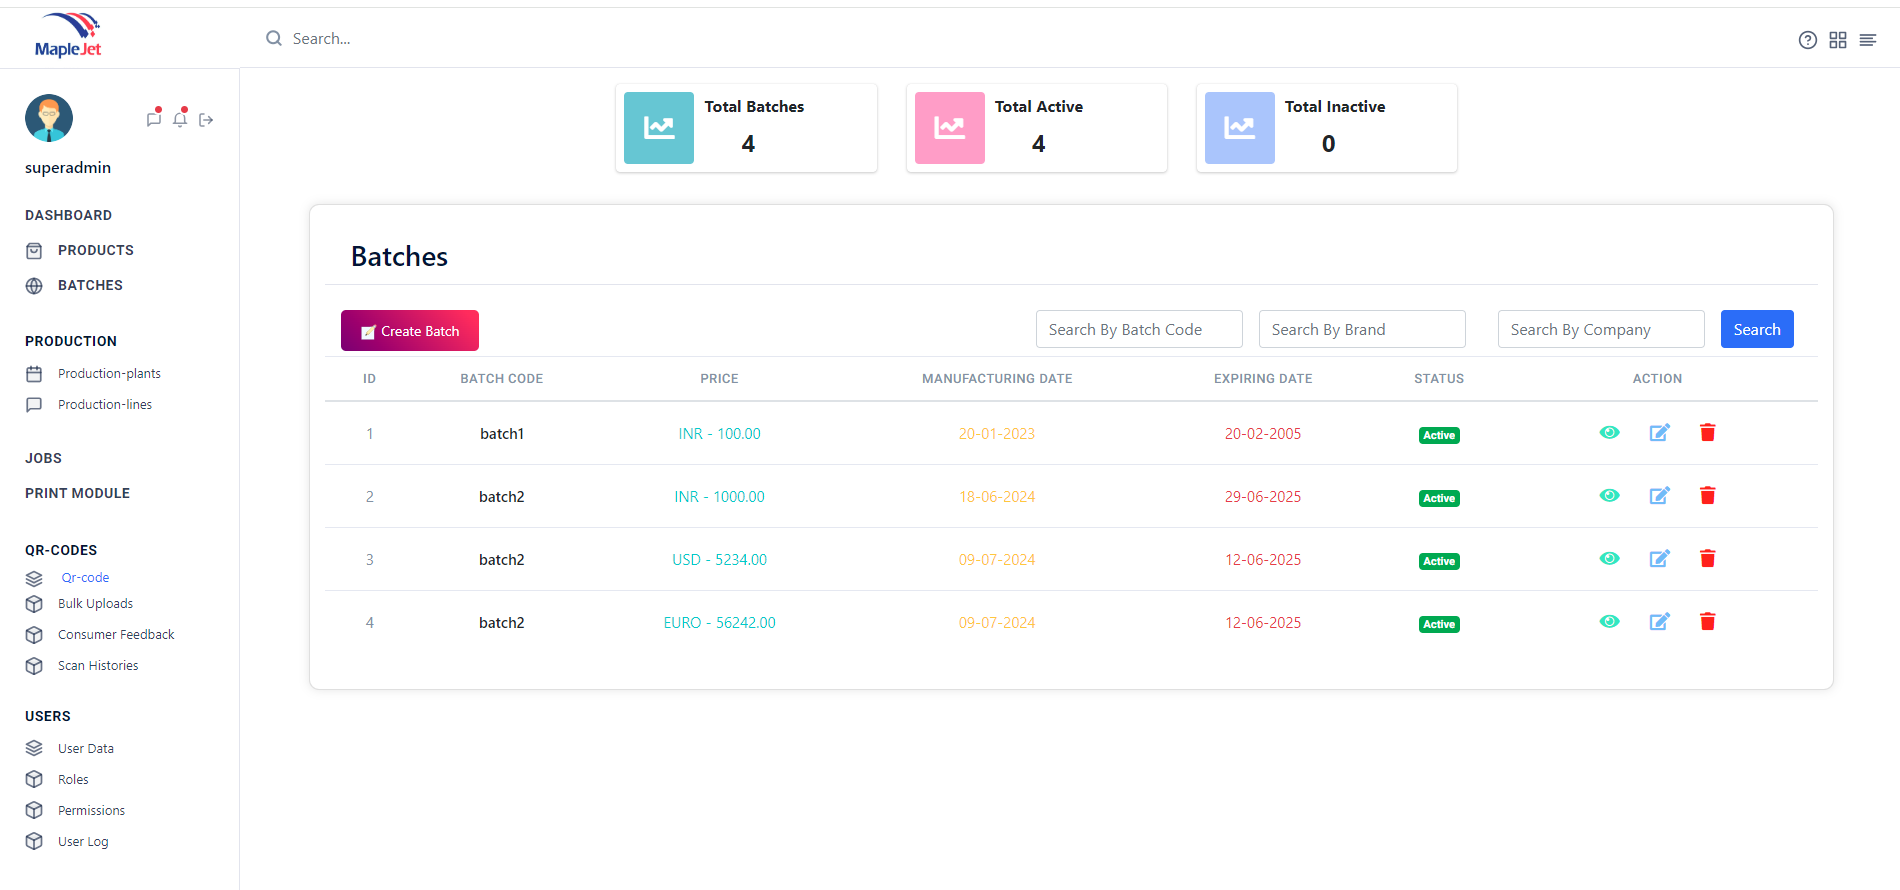 MapleJet
Search...
superadmin
DASHBOARD
PRODUCTS
BATCHES
PRODUCTION
Production-plants
Production-lines
JOBS
PRINT MODULE
QR-CODES
Qr-code
Bulk Uploads
Consumer Feedback
Scan Histories
USERS
User Data
Roles
Permissions
User Log
Total Batches
4
Total Active
4
Total Inactive
0
Batches
Create Batch
Search By Batch Code
Search By Brand
Search By Company
Search
ID BATCH CODE PRICE MANUFACTURING DATE EXPIRING DATE STATUS ACTION
1 batch1 INR - 100.00 20-01-2023 20-02-2005 Active
2 batch2 INR - 1000.00 18-06-2024 29-06-2025 Active
3 batch2 USD - 5234.00 09-07-2024 12-06-2025 Active
4 batch2 EURO - 56242.00 09-07-2024 12-06-2025 Active